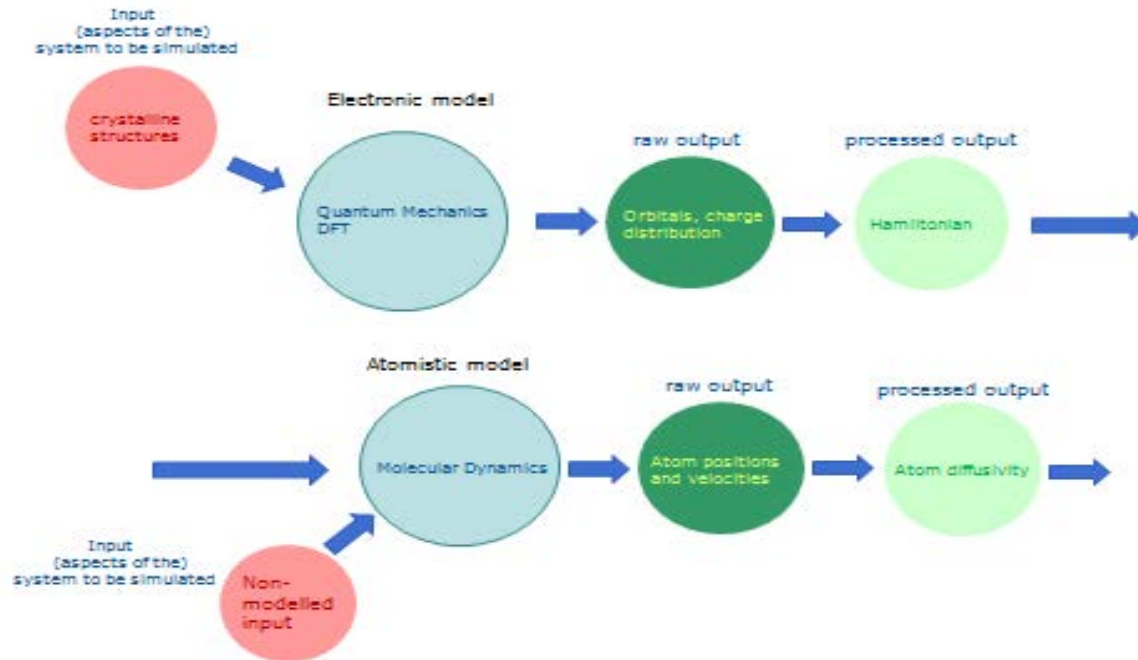 Input
(aspects of the)
system to be simulated
crystalline
structures
Electronic model
Quantum Mechanics
DFT
raw output
Orbitals, charge
distribution
processed output
Hamiltonian
Atomistic model
Molecular Dynamics
raw output
Atom positions
and velocities
processed output
Atom diffusivity
Input
(aspects of the)
system to be simulated
Non-
modelled
input